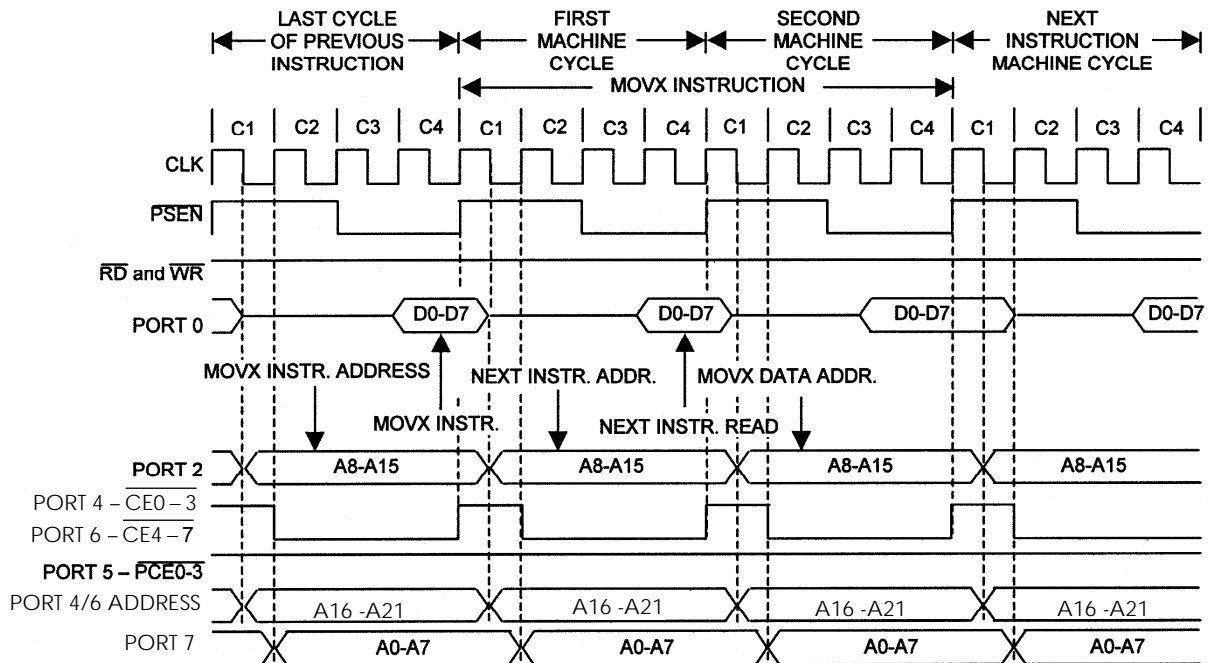 LAST CYCLE OF PREVIOUS INSTRUCTION
FIRST MACHINE CYCLE
SECOND MACHINE CYCLE
NEXT INSTRUCTION MACHINE CYCLE
MOVX INSTRUCTION
C1 C2 C3 C4 C1 C2 C3 C4 C1 C2 C3 C4 C1 C2 C3 C4
CLK
PSEN
RD and WR
PORT 0 D0-D7 D0-D7 D0-D7 D0-D7
MOVX INSTR. ADDRESS NEXT INSTR. ADDR. MOVX DATA ADDR.
MOVX INSTR. NEXT INSTR. READ
PORT 2 A8-A15 A8-A15 A8-A15 A8-A15
PORT 4 – CE0 – 3
PORT 6 – CE4 – 7
PORT 5 – PCE0-3
PORT 4/6 ADDRESS A16 -A21 A16 -A21 A16 -A21 A16 -A21
PORT 7 A0-A7 A0-A7 A0-A7 A0-A7